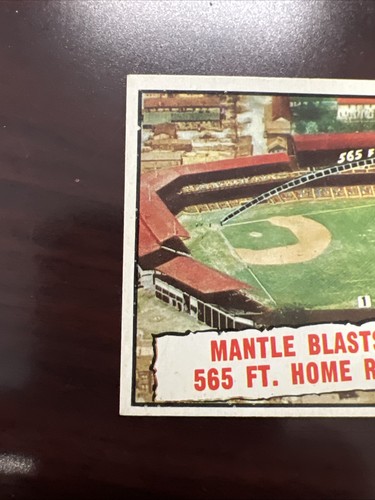 565 F
1
MANTLE BLASTS
565 FT. HOME R